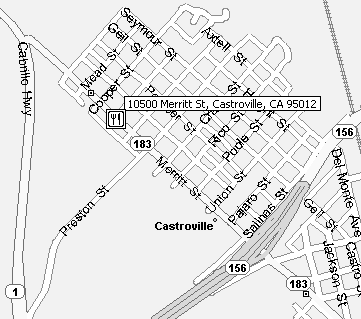 Seymour St
Geil St
Axtell St
Cabrillo Hwy
Mead St
Cooper St
10500 Merritt St, Castroville, CA 95012
183
156
Rico St
Poole St
Merritt St
Union St
Preston St
Pajaro St
Salinas St
Castroville
Geil St
Del Monte Ave
Jackson St
Castro
156
183
1